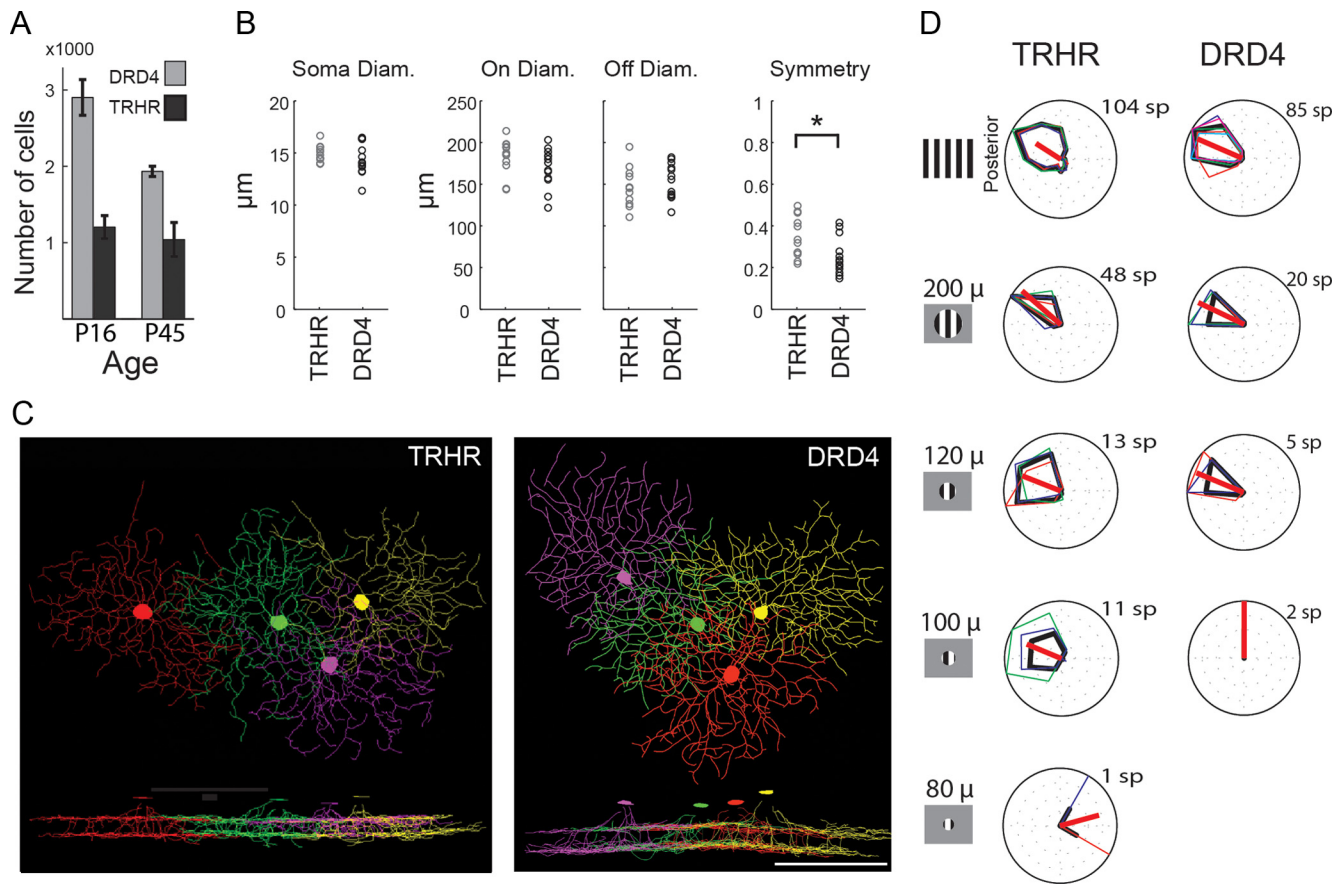 A
x1000
DRD4
TRHR
3
2
1
Number of cells
P16
P45
Age
B
Soma Diam.
On Diam.
Off Diam.
Symmetry
µm
20
15
10
5
0
µm
250
200
150
100
50
0
*
1
0.8
0.6
0.4
0.2
0
TRHR
DRD4
TRHR
DRD4
TRHR
DRD4
TRHR
DRD4
C
TRHR
DRD4
D
TRHR
DRD4
Posterior
104 sp
85 sp
200 µ
48 sp
20 sp
120 µ
13 sp
5 sp
100 µ
11 sp
2 sp
80 µ
1 sp